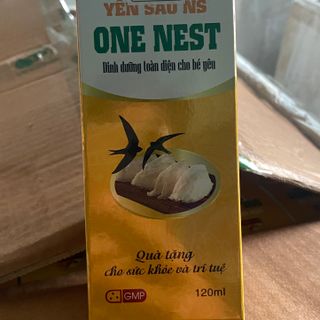 YẾN SÀO NS
ONE NEST
Dinh dưỡng toàn diện cho bé yêu
Quà tặng
cho sức khỏe và trí tuệ
GMP
120ml